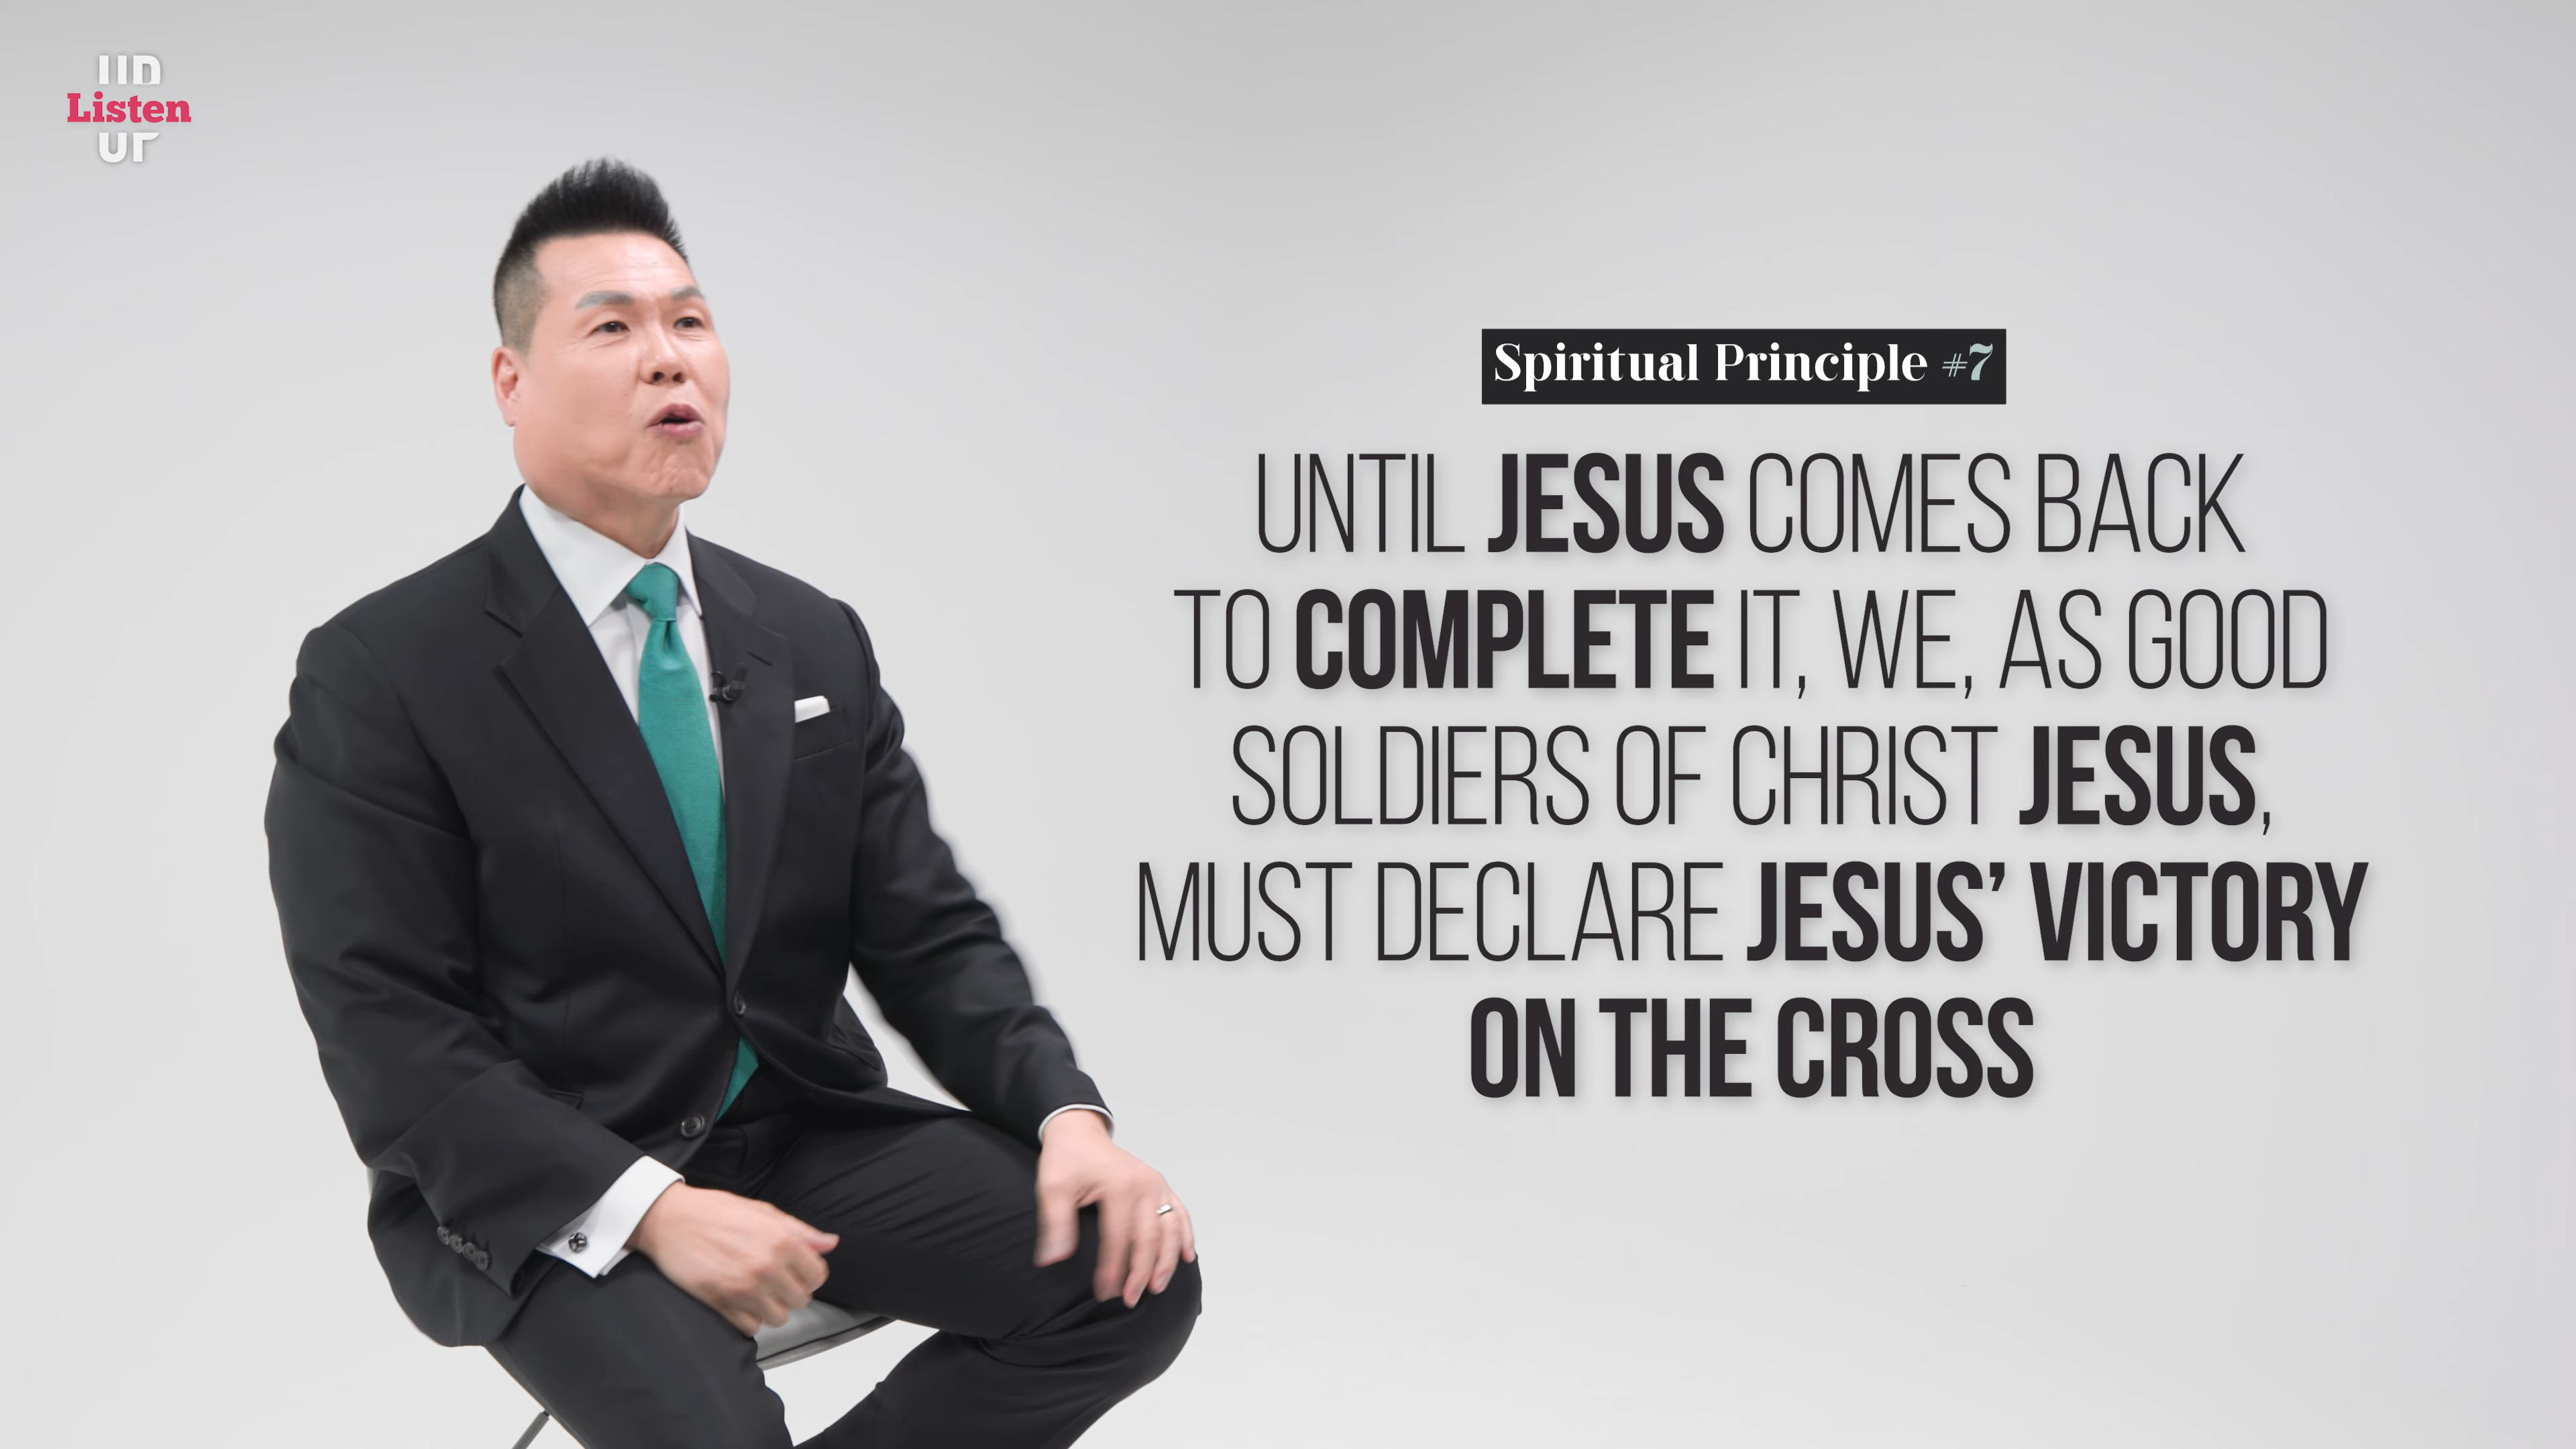 UP
Listen
UP
Spiritual Principle #7
UNTIL JESUS COMES BACK
TO COMPLETE IT, WE, AS GOOD
SOLDIERS OF CHRIST JESUS,
MUST DECLARE JESUS’ VICTORY
ON THE CROSS